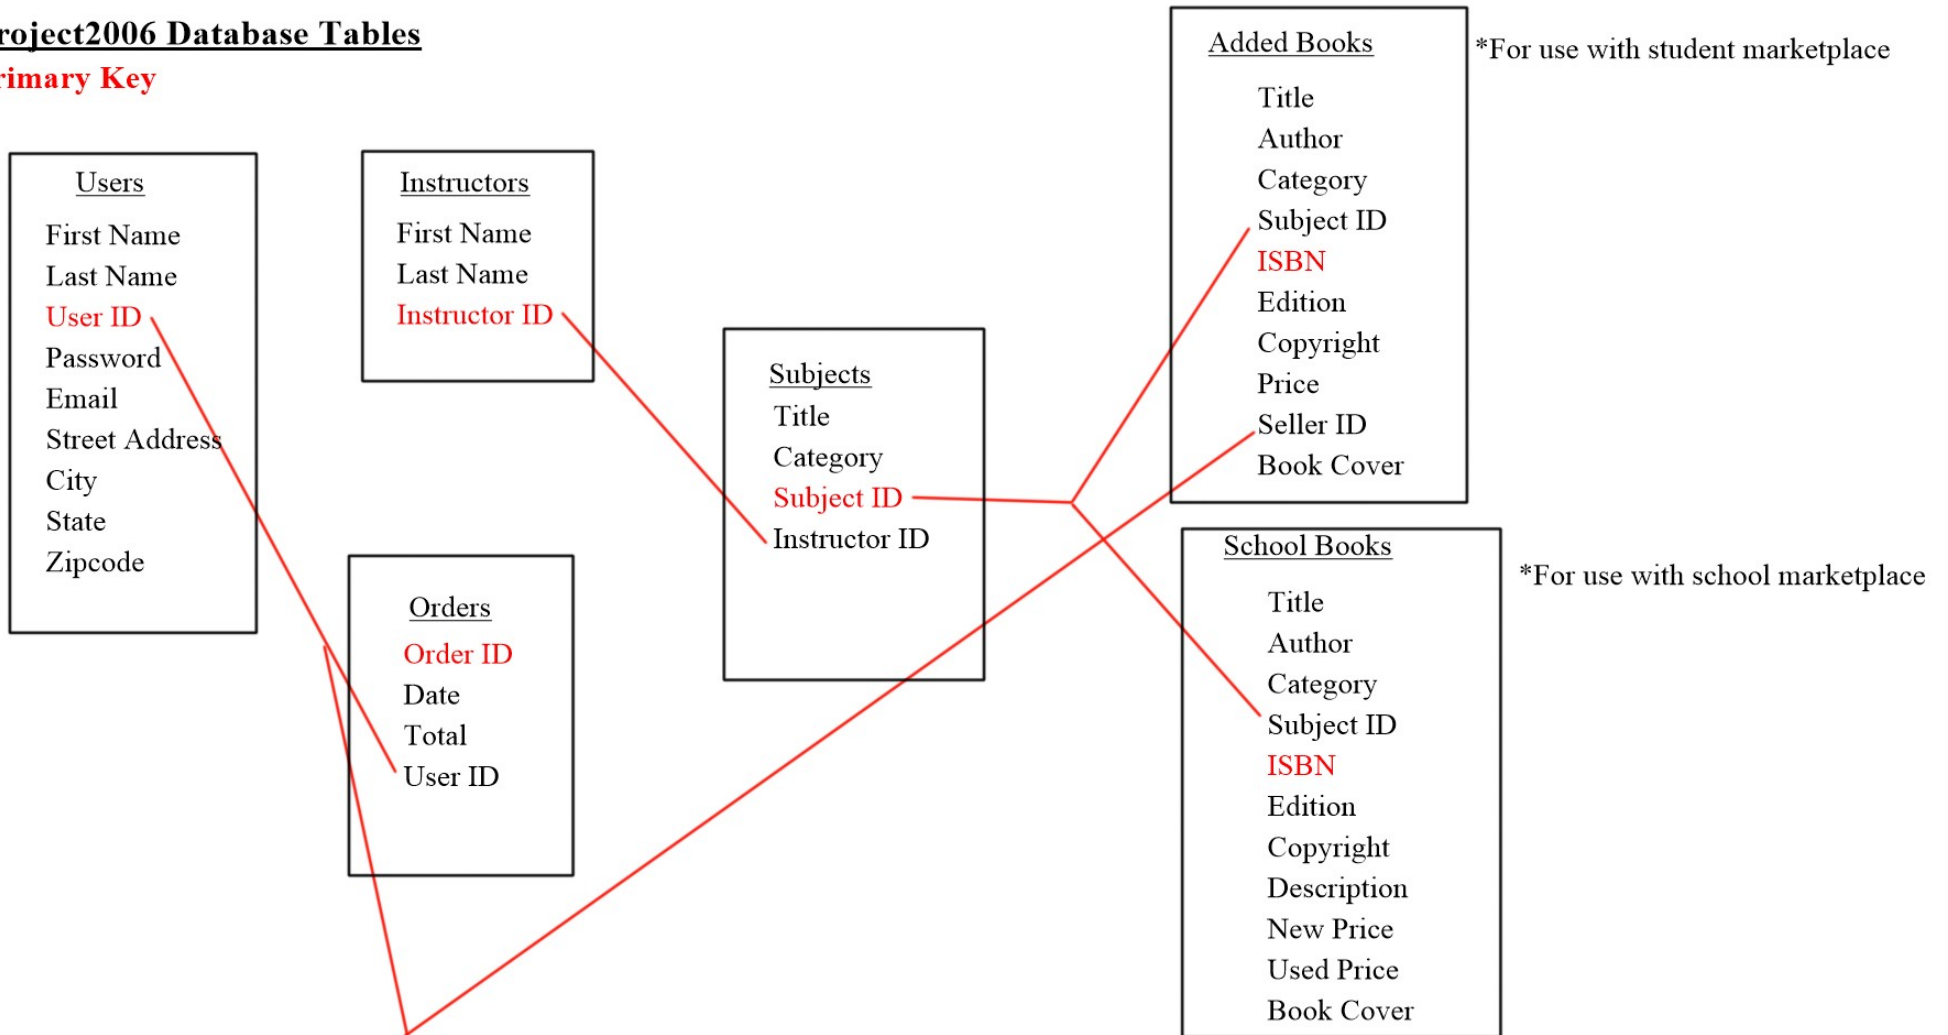 roject2006 Database Tables
rimary Key
Users
First Name
Last Name
User ID
Password
Email
Street Address
City
State
Zipcode
Instructors
First Name
Last Name
Instructor ID
Orders
Order ID
Date
Total
User ID
Subjects
Title
Category
Subject ID
Instructor ID
Added Books
Title
Author
Category
Subject ID
ISBN
Edition
Copyright
Price
Seller ID
Book Cover
*For use with student marketplace
School Books
Title
Author
Category
Subject ID
ISBN
Edition
Copyright
Description
New Price
Used Price
Book Cover
*For use with school marketplace